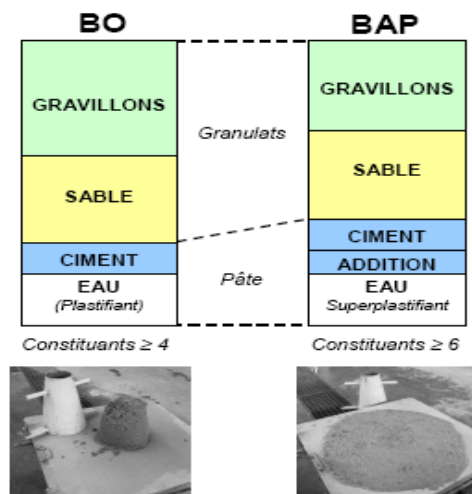 BO
BAP
GRAVILLONS
Granulats
GRAVILLONS
SABLE
SABLE
CIMENT
Pâte
CIMENT
ADDITION
EAU
(Plastifiant)
EAU
Superplastifiant
Constituants ≥ 4
Constituants ≥ 6